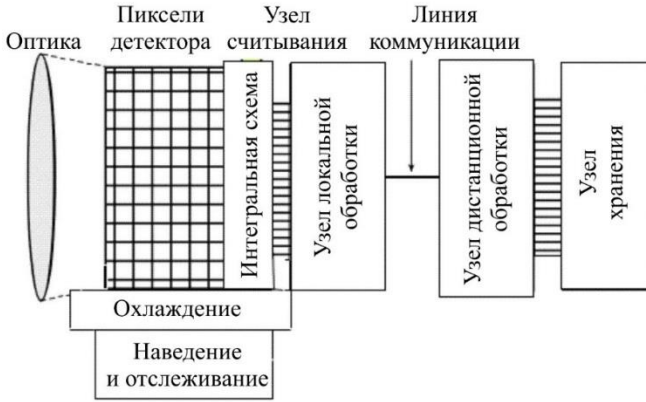 Оптика
Пиксели
детектора
Узел
считывания
Линия
коммуникации
Интегральная схема
Узел локальной
обработки
Узел дистанционной
обработки
Узел
хранения
Охлаждение
Наведение
и отслеживание